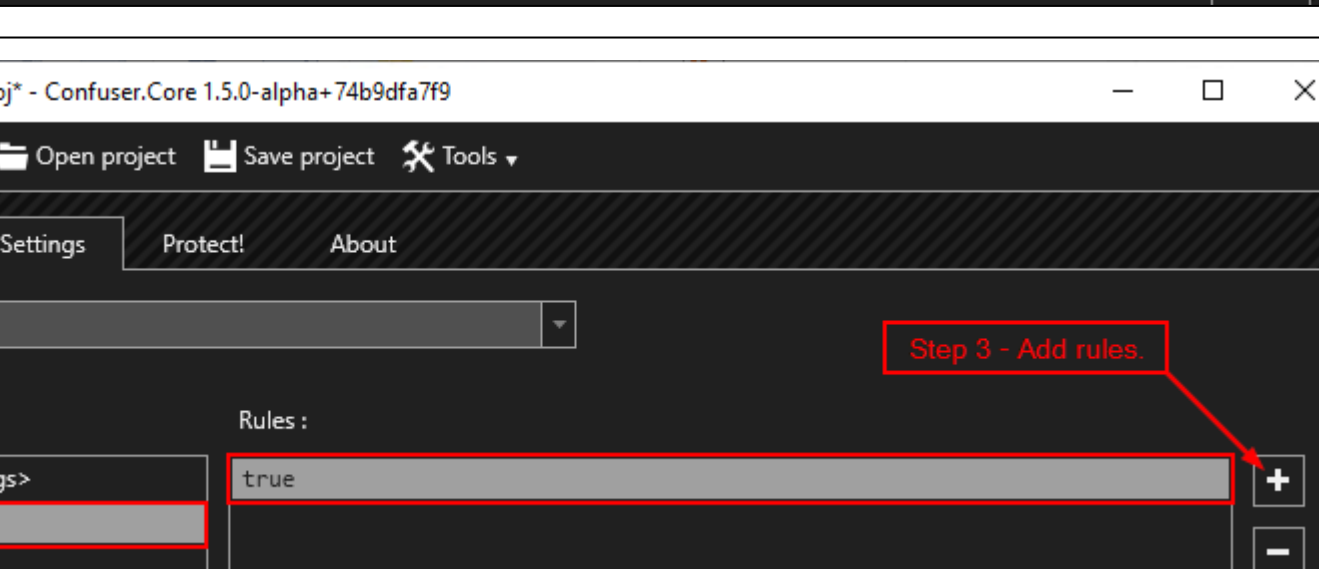 oj* - Confuser.Core 1.5.0-alpha+74b9dfa7f9
Open project Save project Tools
Settings Protect! About
Step 3 - Add rules.
Rules :
gs>
true